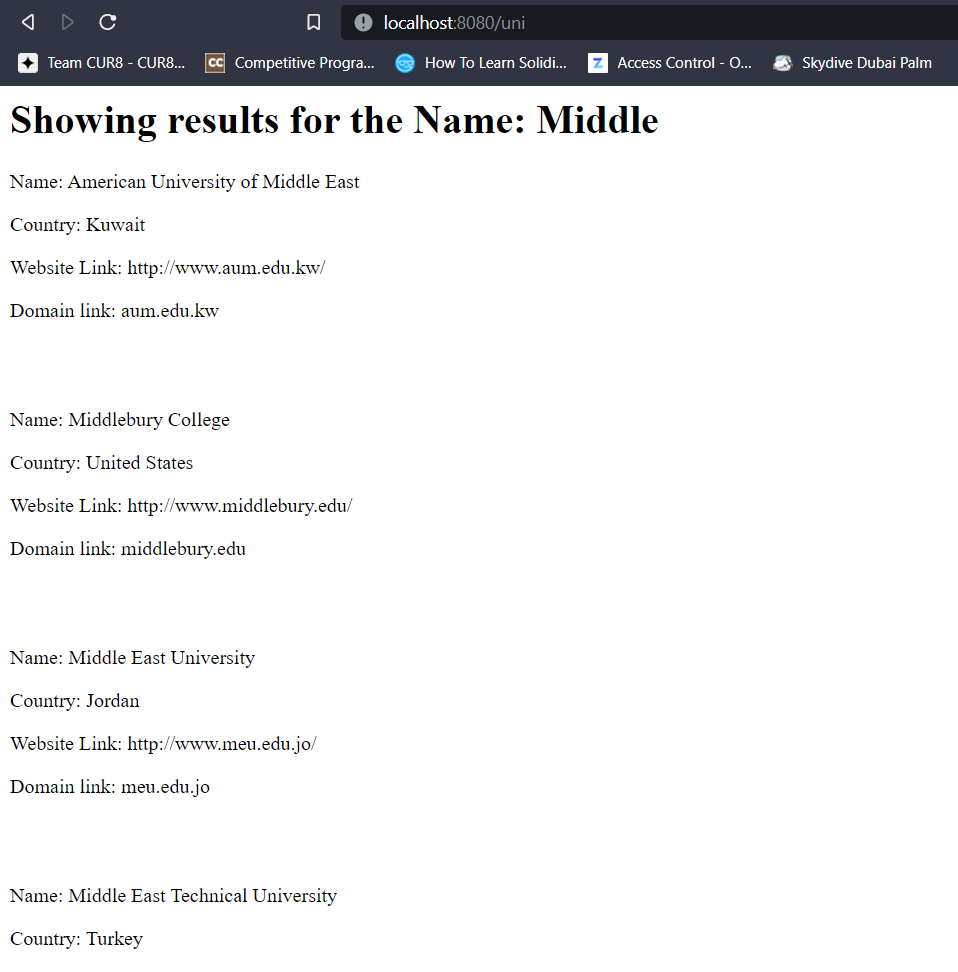 localhost:8080/uni
Team CUR8 - CUR8... CC Competitive Progra... How To Learn Solidi... Z Access Control - O... Skydive Dubai Palm
Showing results for the Name: Middle
Name: American University of Middle East
Country: Kuwait
Website Link: http://www.aum.edu.kw/
Domain link: aum.edu.kw
Name: Middlebury College
Country: United States
Website Link: http://www.middlebury.edu/
Domain link: middlebury.edu
Name: Middle East University
Country: Jordan
Website Link: http://www.meu.edu.jo/
Domain link: meu.edu.jo
Name: Middle East Technical University
Country: Turkey